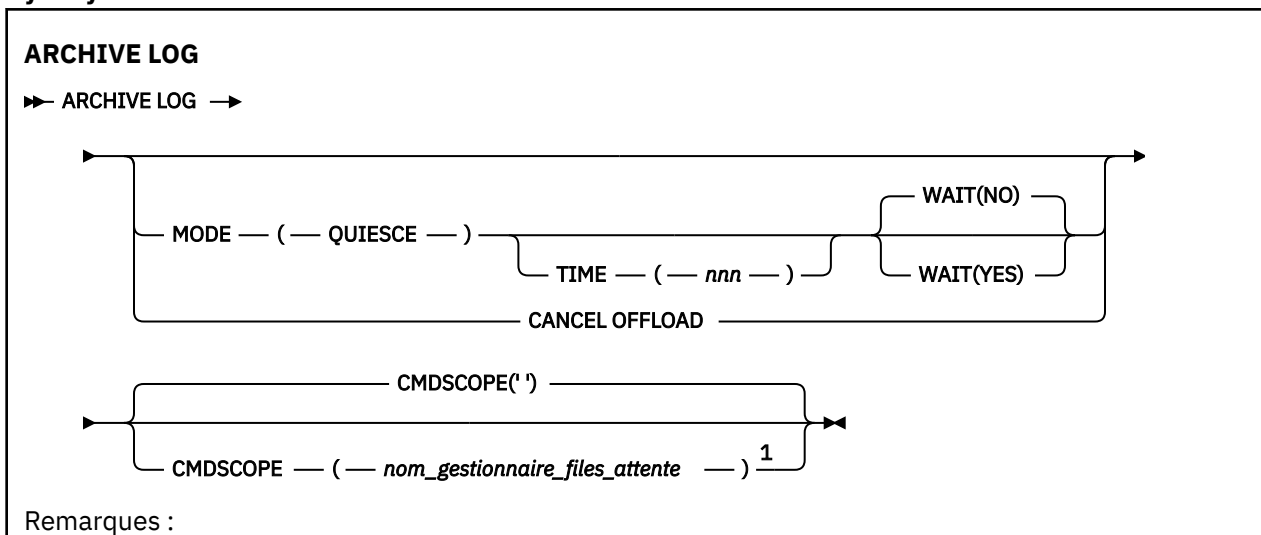 ARCHIVE LOG
ARCHIVE LOG
WAIT(NO)
MODE ( QUIESCE )
TIME ( nnn )
WAIT(YES)
CANCEL OFFLOAD
CMDSCOPE(' ')
CMDSCOPE ( nom_gestionnaire_files_attente ) 1
Remarques :